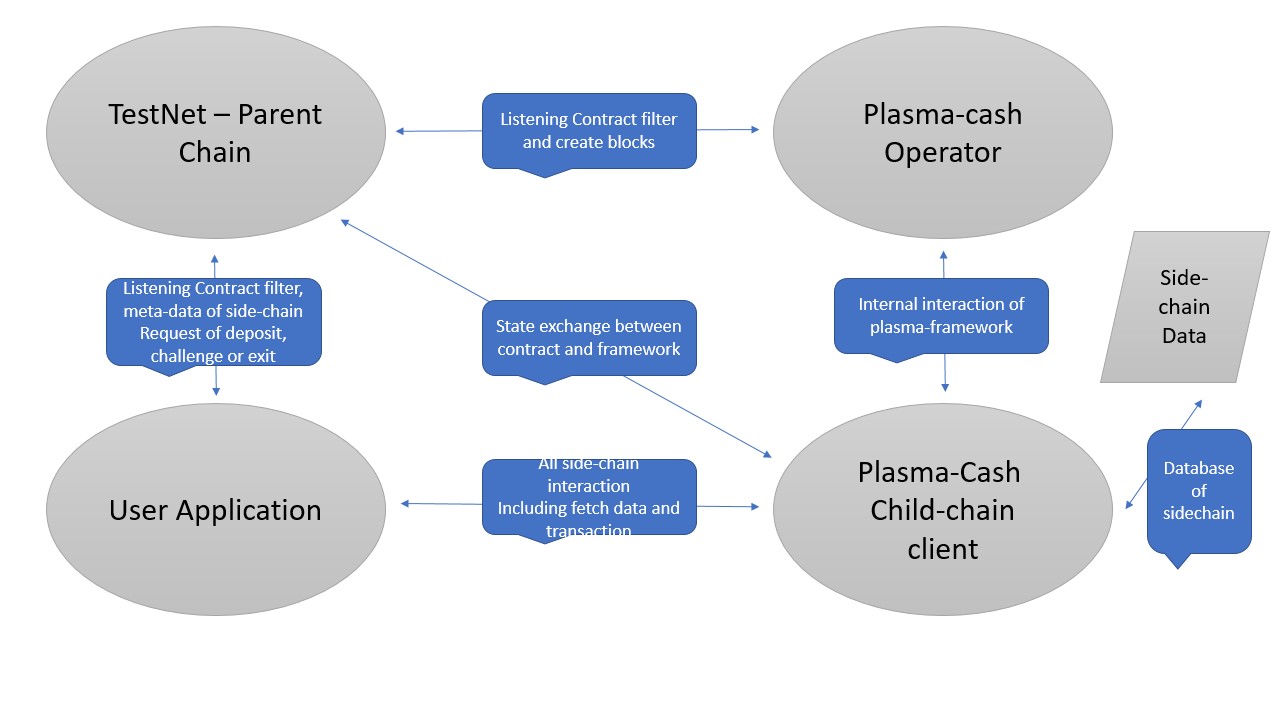 TestNet – Parent
Chain
Listening Contract filter
and create blocks
Plasma-cash
Operator
Listening Contract filter,
meta-data of side-chain
Request of deposit,
challenge or exit
State exchange between
contract and framework
Internal interaction of
plasma-framework
Side-
chain
Data
User Application
All side-chain
interaction
Including fetch data and
transaction
Plasma-Cash
Child-chain
client
Database
of
sidechain